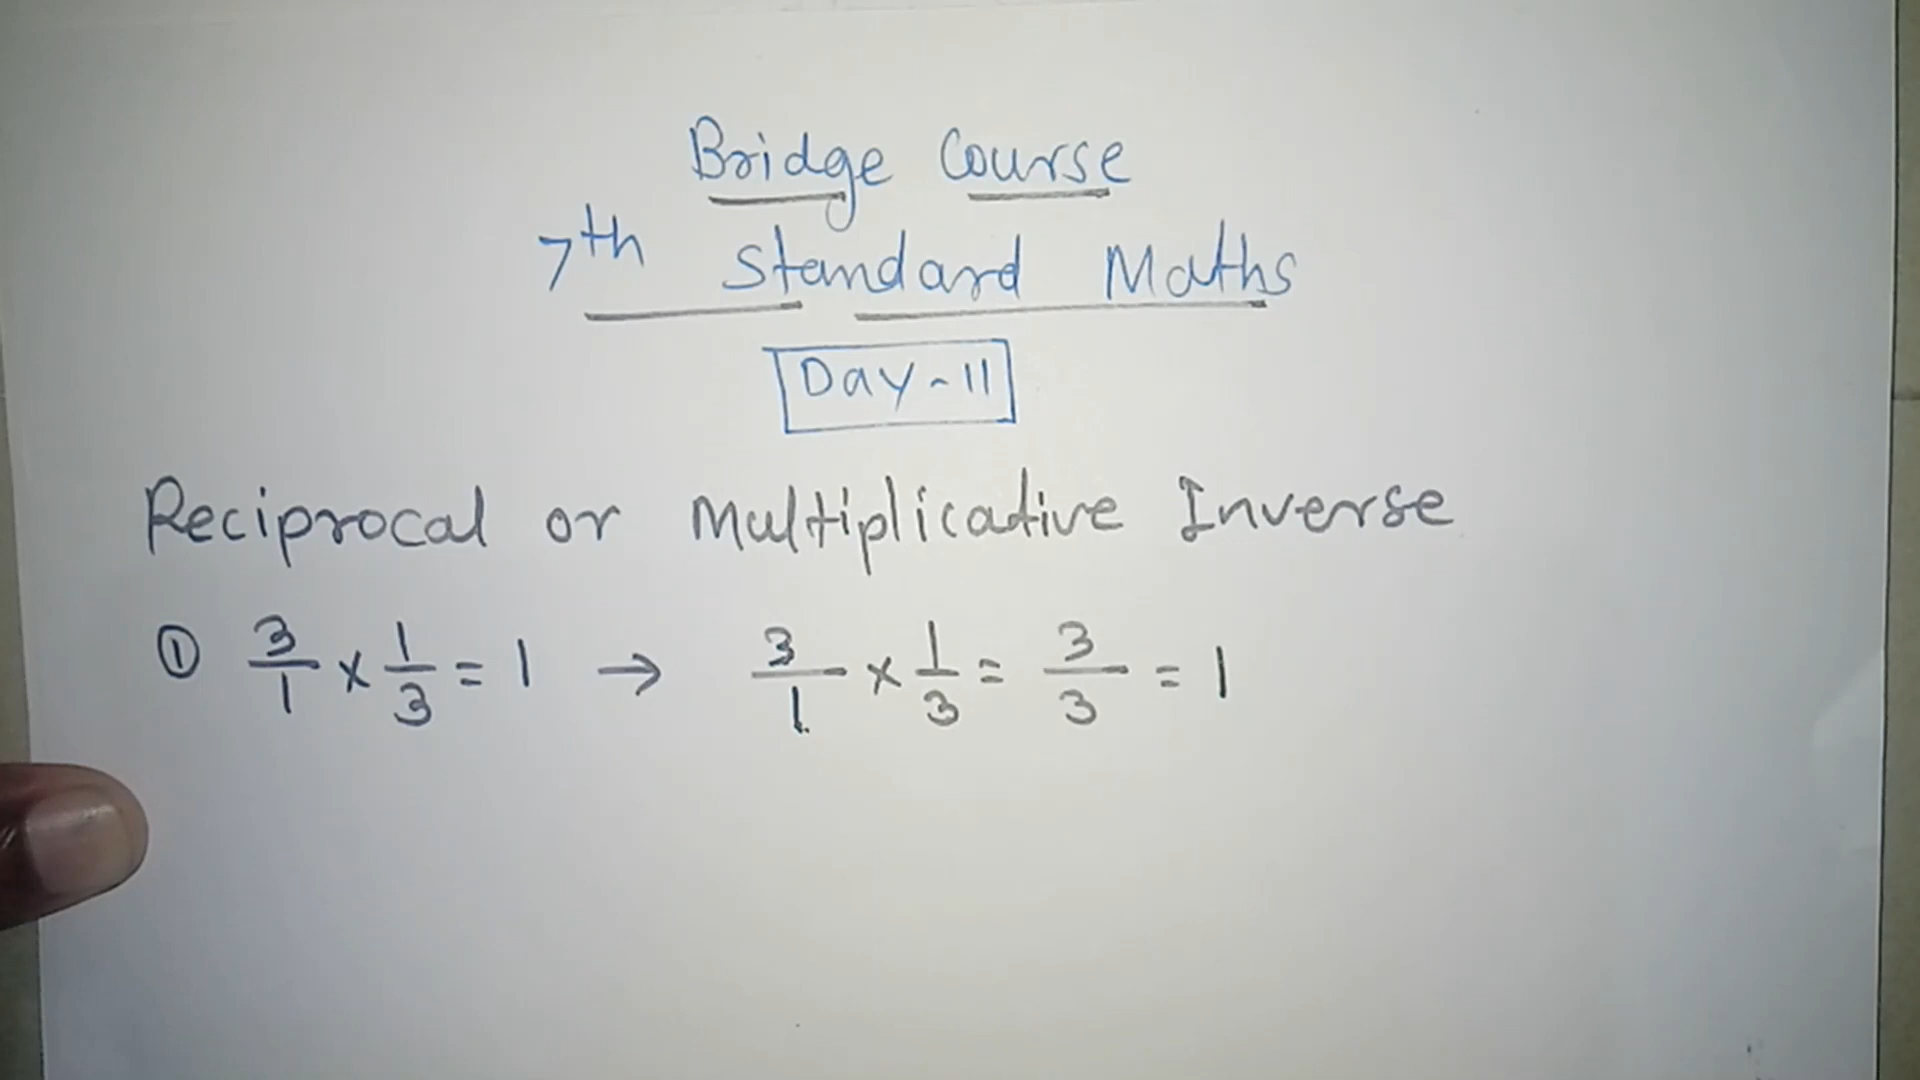 Bridge Course
7th Standard Maths
Day-11
Reciprocal or Multiplicative Inverse
① 3/1 × 1/3 = 1 → 3/1 × 1/3 = 3/3 = 1